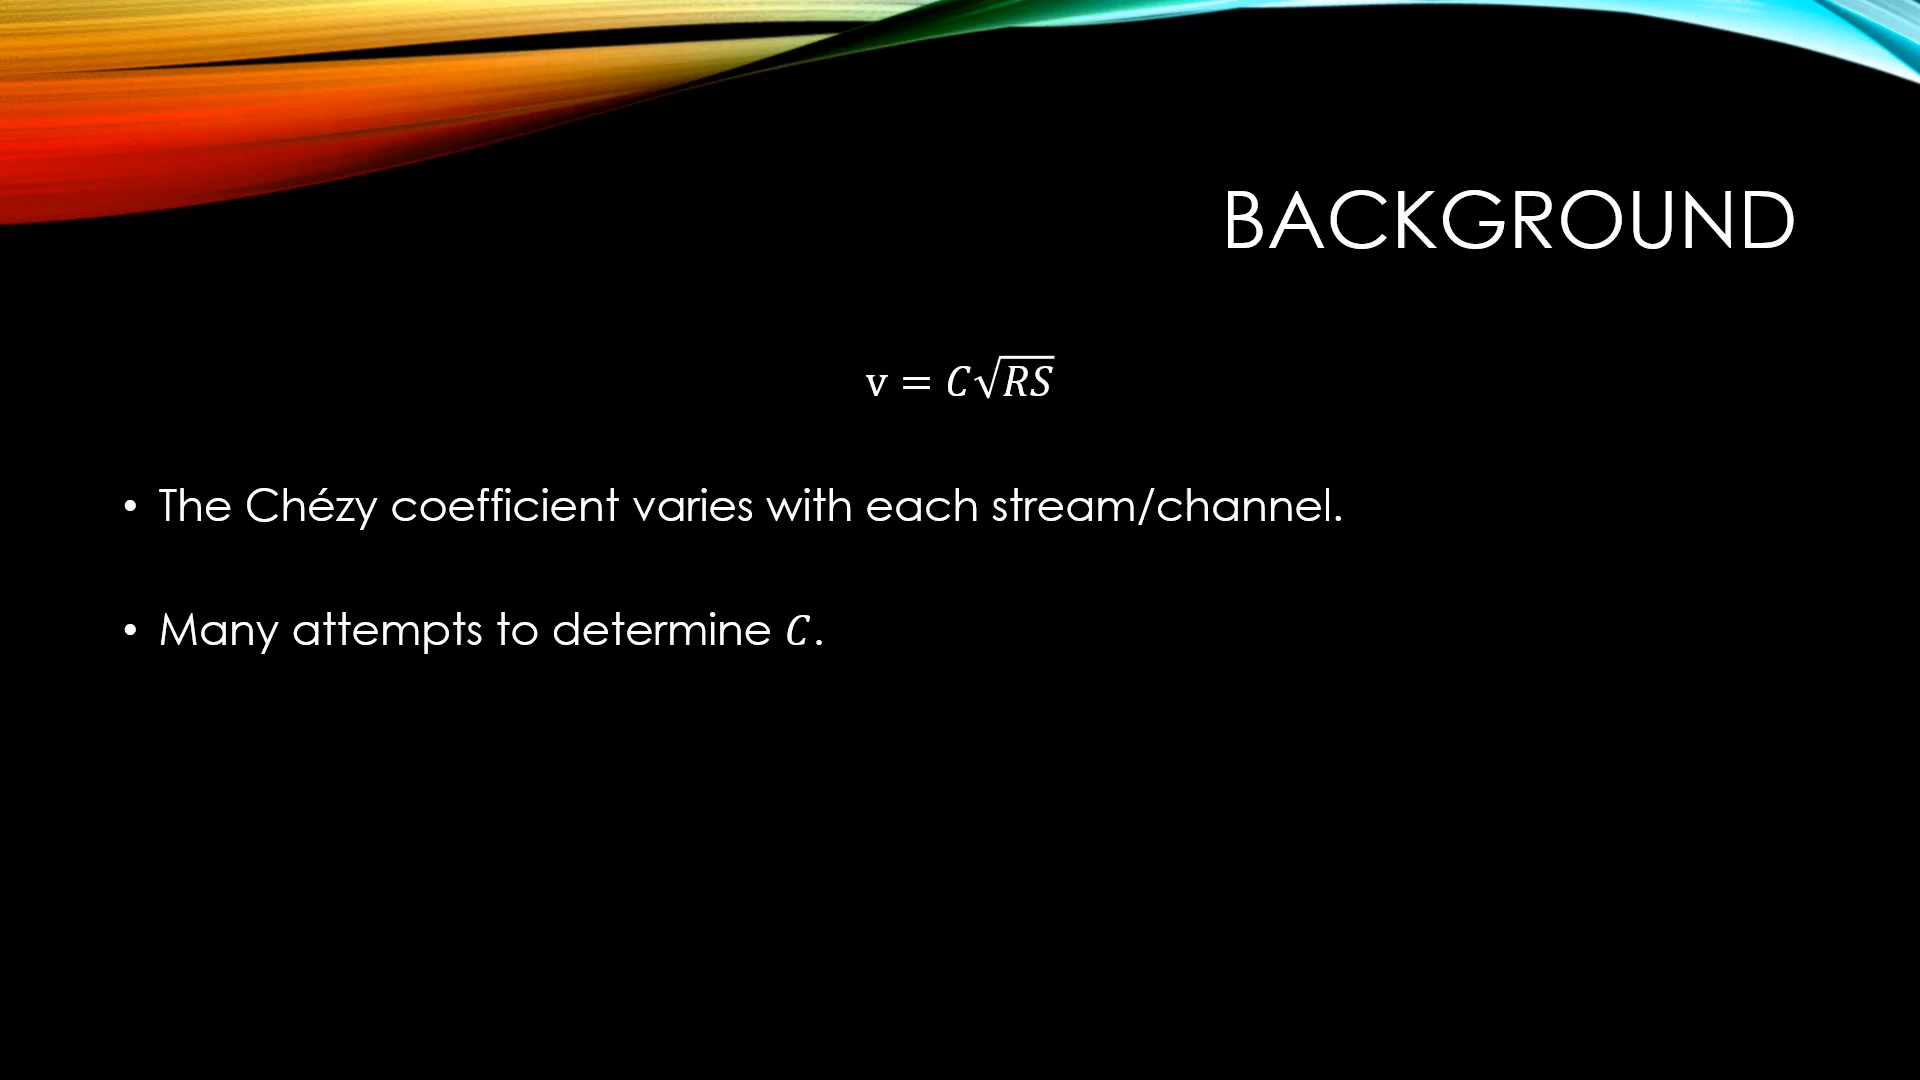 BACKGROUND
v = C√RS
• The Chézy coefficient varies with each stream/channel.
• Many attempts to determine C.